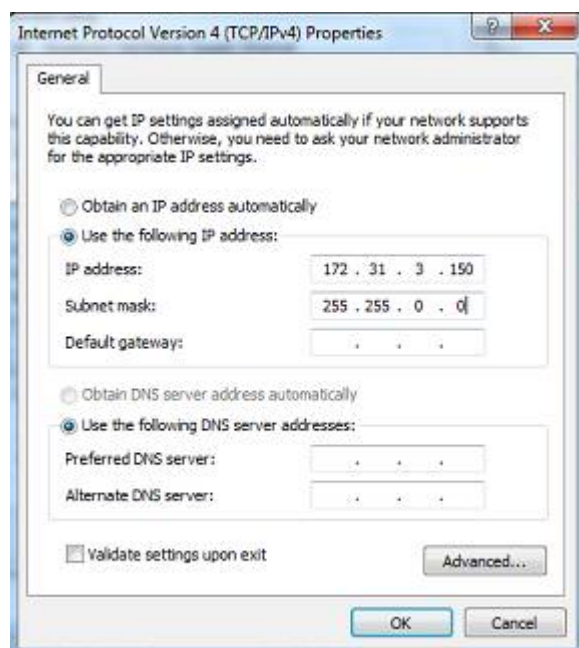 Internet Protocol Version 4 (TCP/IPv4) Properties
General
You can get IP settings assigned automatically if your network supports
this capability. Otherwise, you need to ask your network administrator
for the appropriate IP settings.
Obtain an IP address automatically
Use the following IP address:
IP address: 172 . 31 . 3 . 150
Subnet mask: 255 . 255 . 0 . 0
Default gateway: . . .
Obtain DNS server address automatically
Use the following DNS server addresses:
Preferred DNS server: . . .
Alternate DNS server: . . .
Validate settings upon exit
Advanced...
OK Cancel